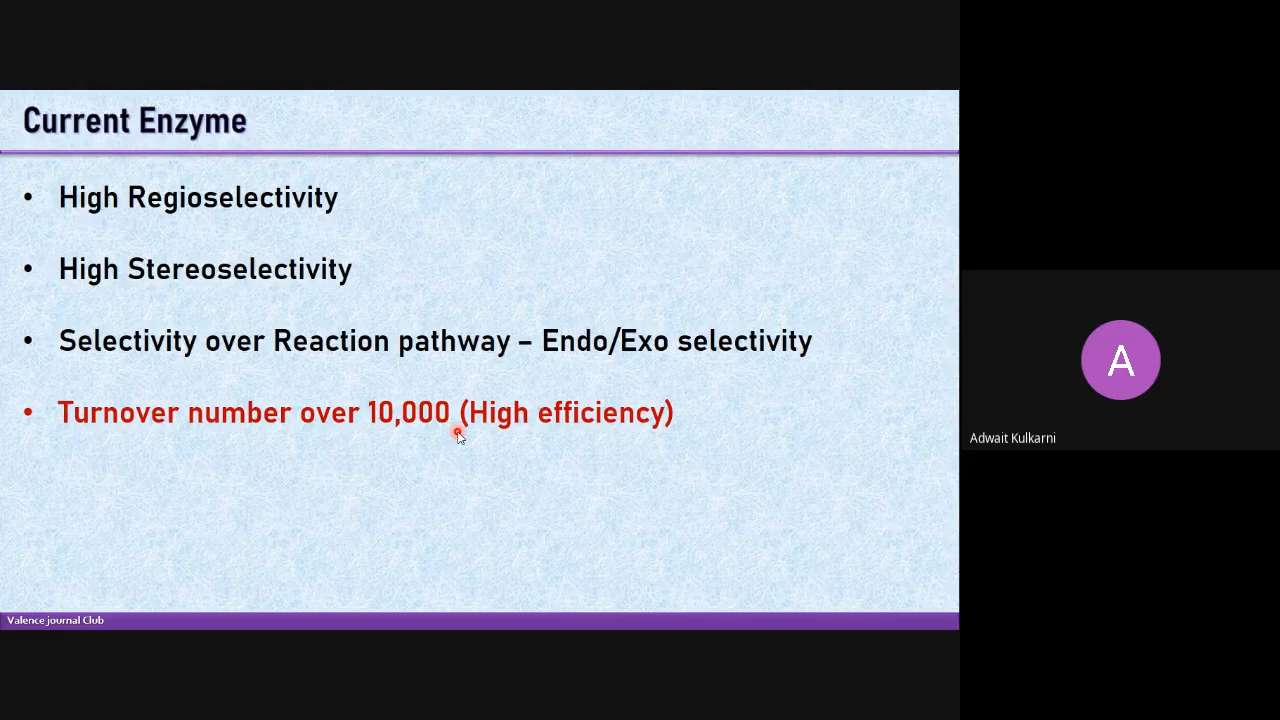 Current Enzyme
• High Regioselectivity
• High Stereoselectivity
• Selectivity over Reaction pathway – Endo/Exo selectivity
• Turnover number over 10,000 (High efficiency)
Valence journal Club
A
Adwait Kulkarni